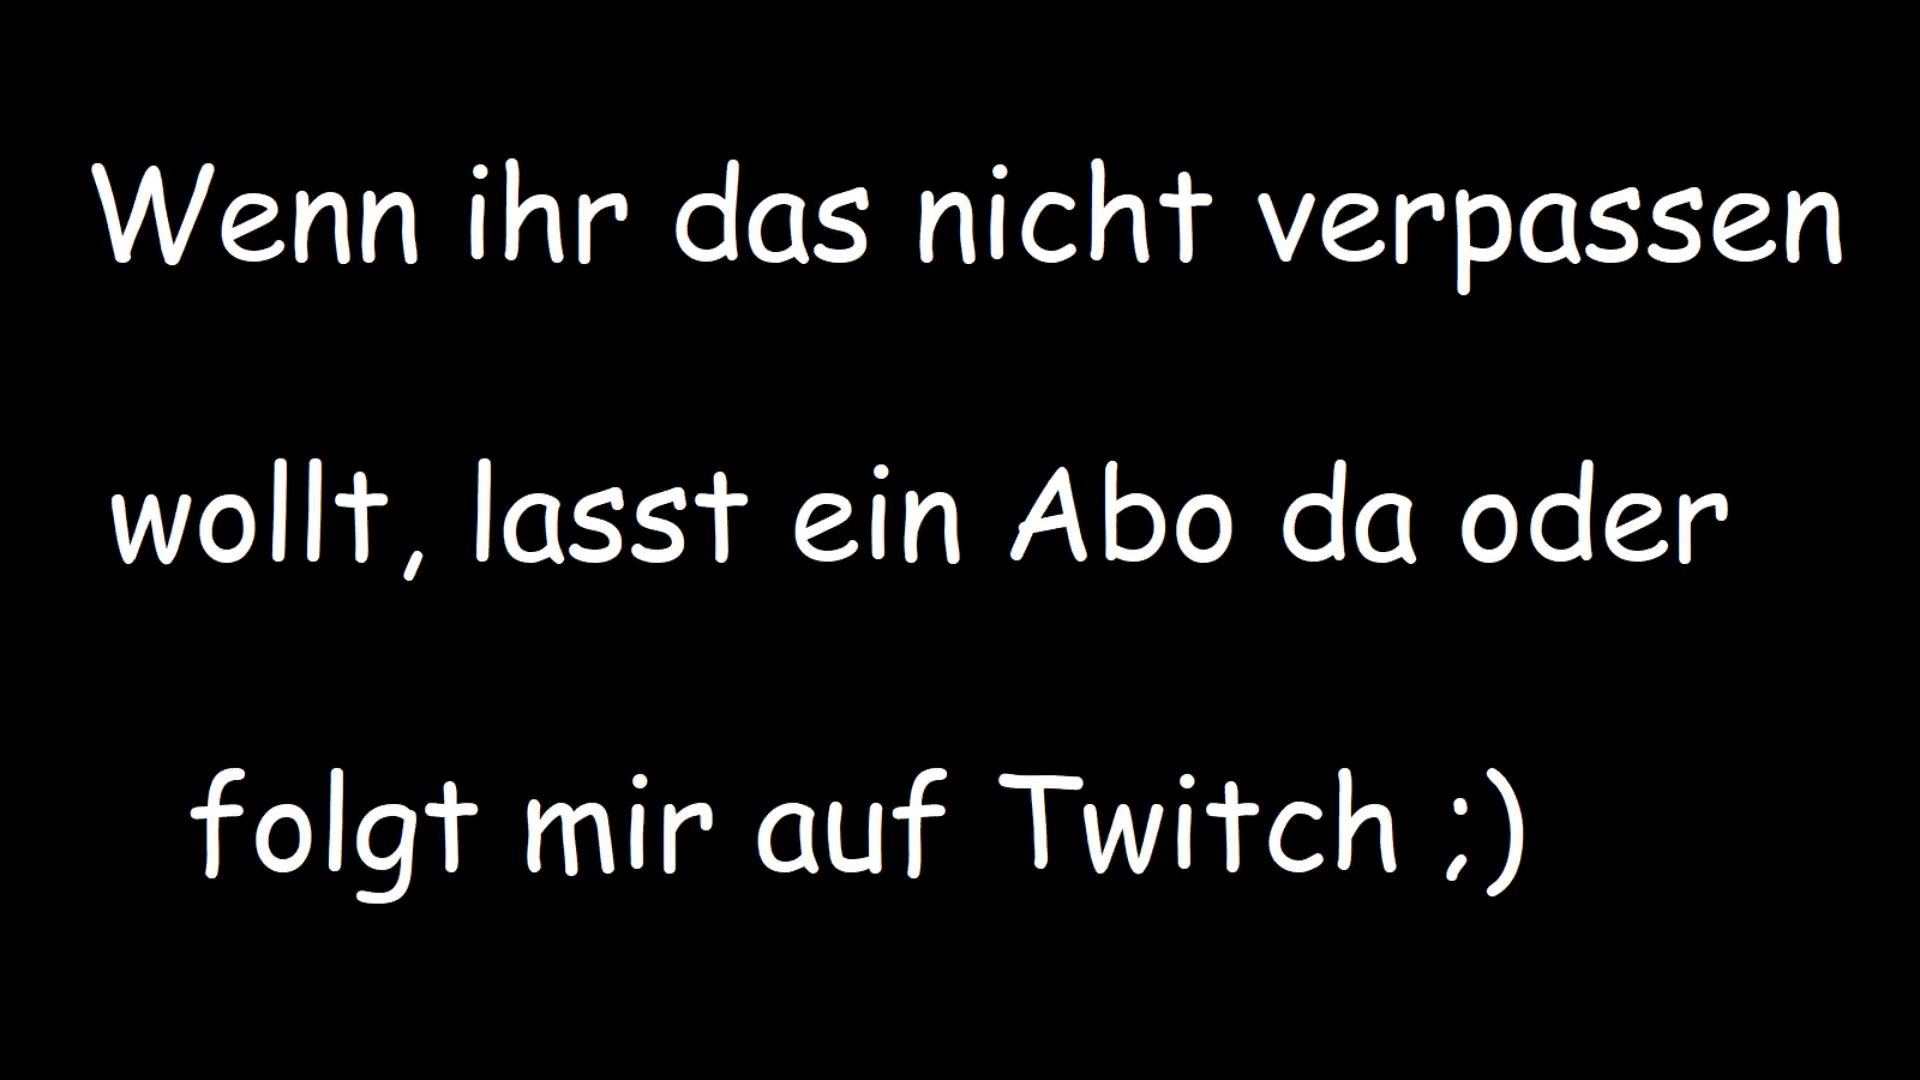 Wenn ihr das nicht verpassen
wollt, lasst ein Abo da oder
folgt mir auf Twitch ;)